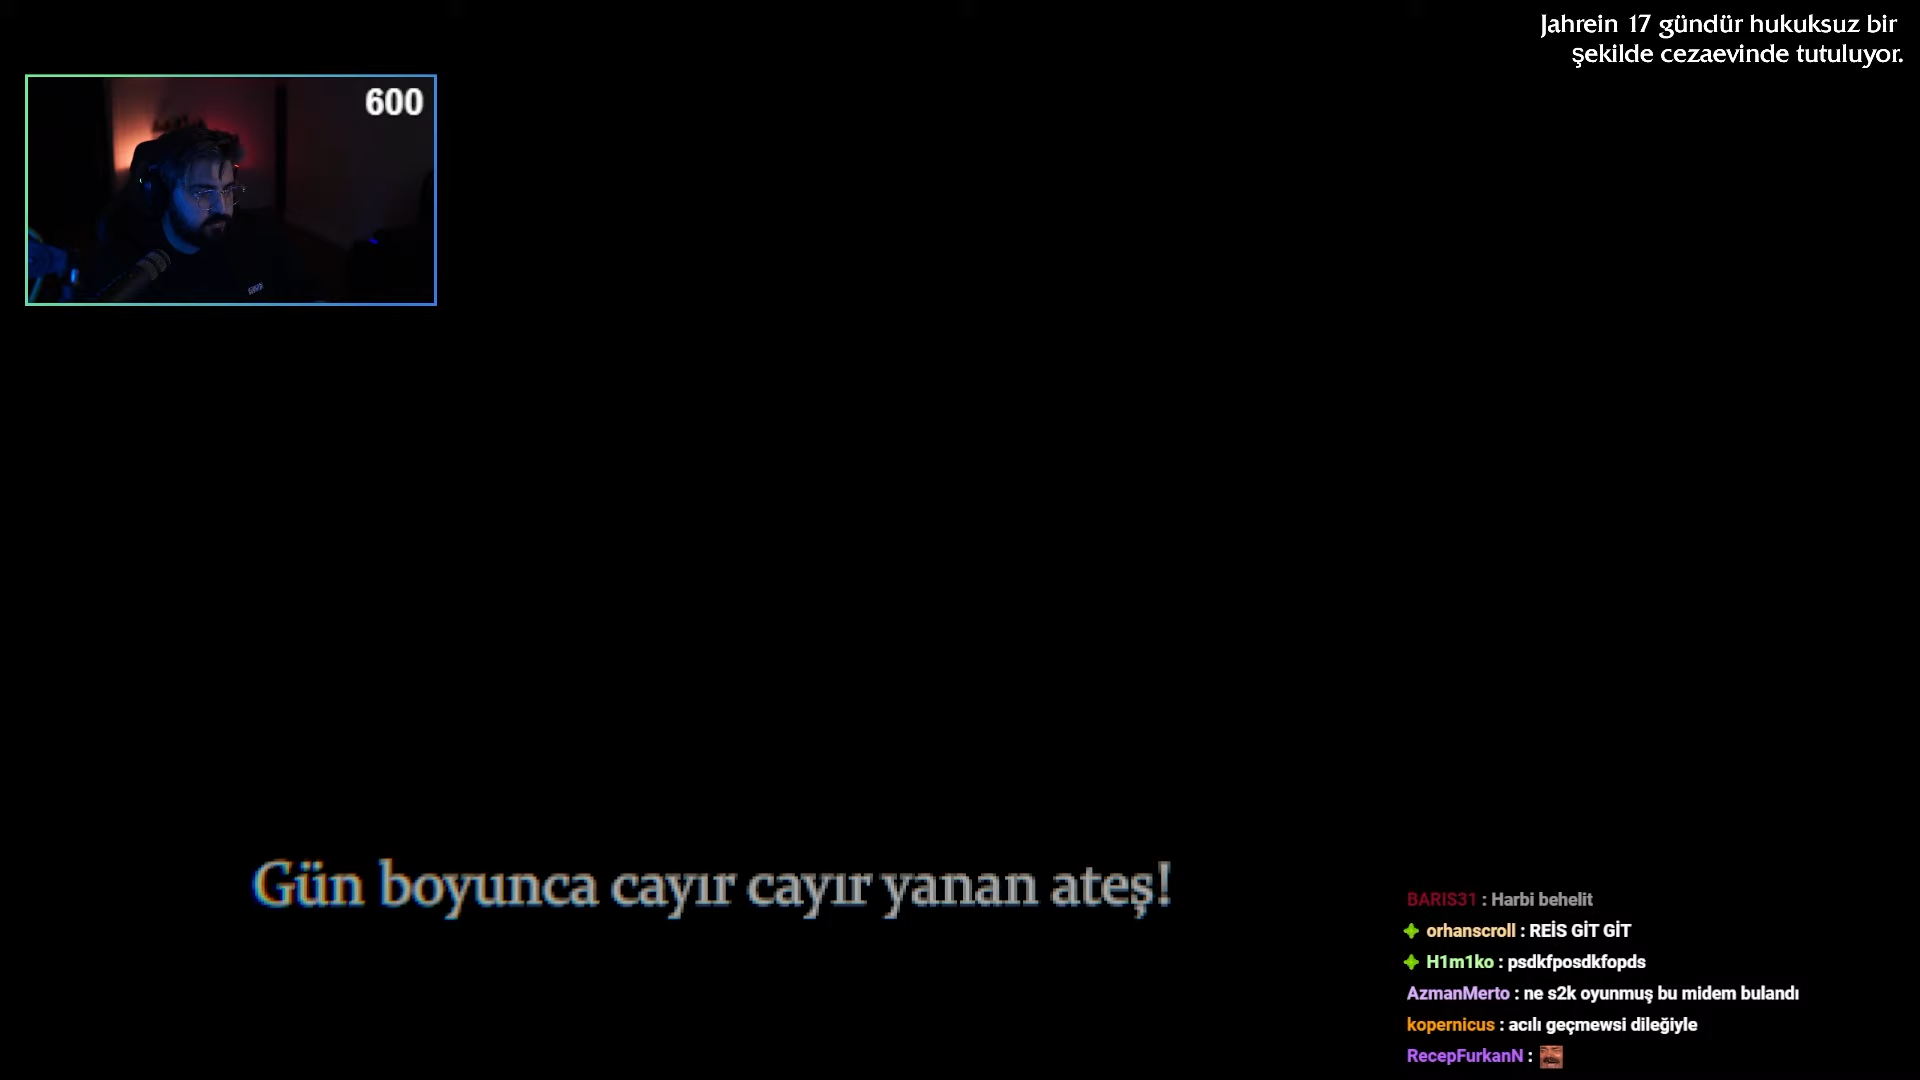 Jahrein 17 gündür hukuksuz bir
şekilde cezaevinde tutuluyor.
600
Gün boyunca cayır cayır yanan ateş!
BARIS31 : Harbi behelit
orhanscroll : REİS GİT GİT
H1m1ko : psdkfposdkfopds
AzmanMerto : ne s2k oyunmuş bu midem bulandı
kopernicus : acılı geçmewsi dileğiyle
RecepFurkanN :